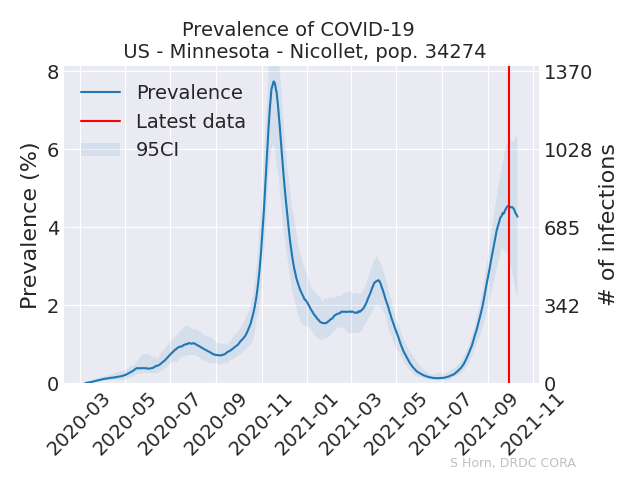 Prevalence of COVID-19
US - Minnesota - Nicollet, pop. 34274
Prevalence
Latest data
95CI
Prevalence (%)
8
6
4
2
0
1370
1028
685
342
0
# of infections
2020-03
2020-05
2020-07
2020-09
2020-11
2021-01
2021-03
2021-05
2021-07
2021-09
2021-11
S Horn, DRDC CORA